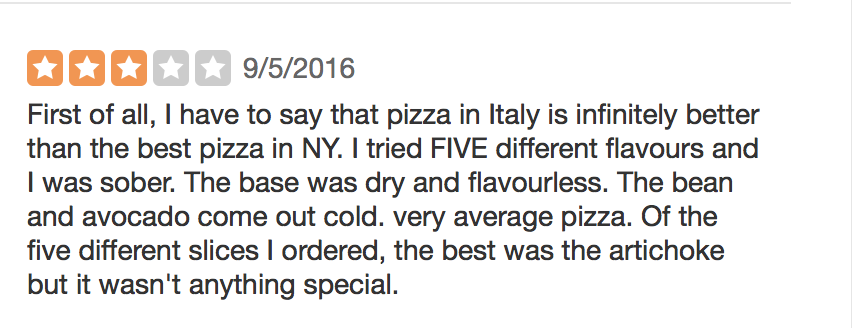 9/5/2016
First of all, I have to say that pizza in Italy is infinitely better
than the best pizza in NY. I tried FIVE different flavours and
I was sober. The base was dry and flavourless. The bean
and avocado come out cold. very average pizza. Of the
five different slices I ordered, the best was the artichoke
but it wasn't anything special.